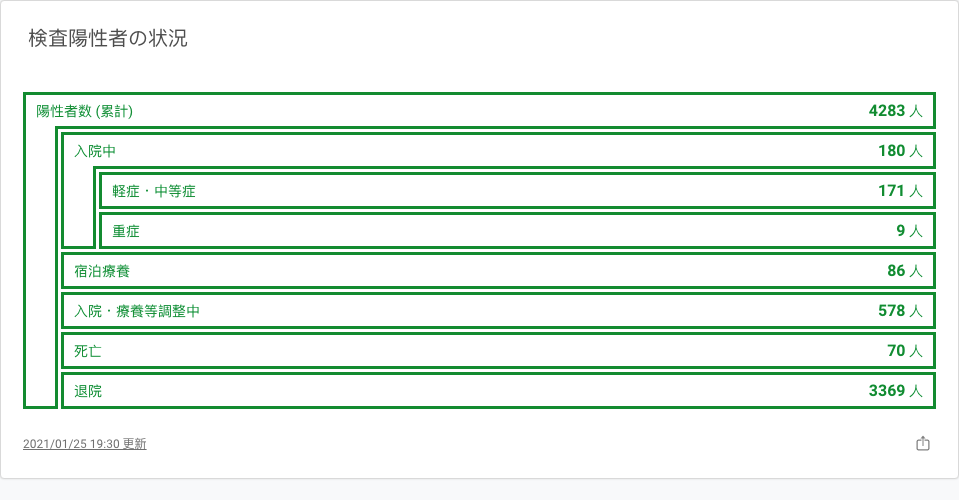 検査陽性者の状況
陽性者数 (累計) 4283 人
入院中 180 人
軽症・中等症 171 人
重症 9 人
宿泊療養 86 人
入院・療養等調整中 578 人
死亡 70 人
退院 3369 人
2021/01/25 19:30 更新